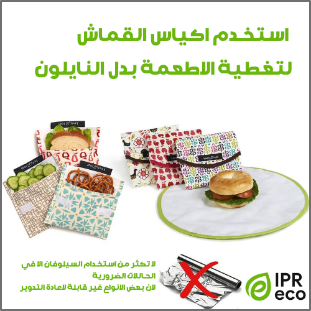 استخدم اكياس القماش
لتغطية الاطعمة بدل النايلون
لا تكثر من استخدام السيلوفان الا في
الحالات الضرورية
لان بعض الانواع غير قابلة لاعادة التدوير
IPR
eco